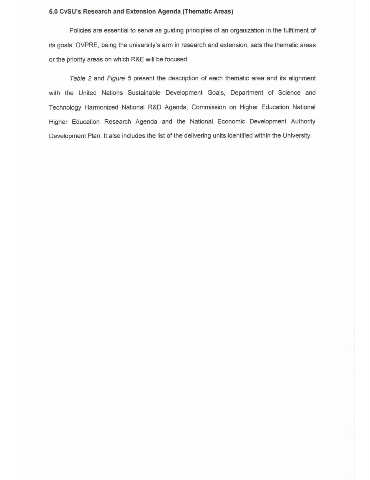 5.0 CvSU's Research and Extension Agenda (Thematic Areas)
Policies are essential to serve as guiding principles of an organization in the fulfilment of
its goals. OVPRE, being the university's arm in research and extension, sets the thematic areas
or the priority areas on which R&E will be focused.
Table 2 and Figure 5 present the description of each thematic area and its alignment
with the United Nations Sustainable Development Goals, Department of Science and
Technology Harmonized National R&D Agenda, Commission on Higher Education National
Higher Education Research Agenda and the National Economic Development Authority
Development Plan. It also includes the list of the delivering units identified within the University.